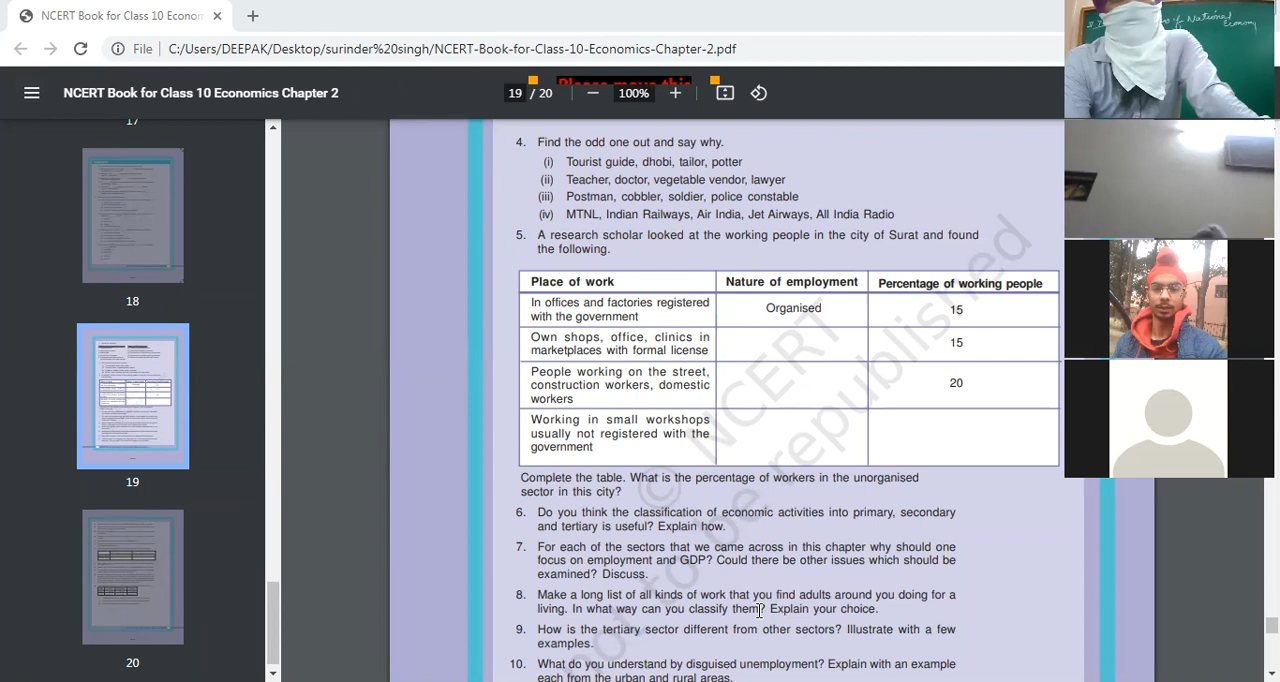 NCERT Book for Class 10 Econom
File
C:/Users/DEEPAK/Desktop/surinder%20singh/NCERT-Book-for-Class-10-Economics-Chapter-2.pdf
NCERT Book for Class 10 Economics Chapter 2
19 / 20
100%
Please move this
of National
Economy
17
18
19
20
4. Find the odd one out and say why.
(i) Tourist guide, dhobi, tailor, potter
(ii) Teacher, doctor, vegetable vendor, lawyer
(iii) Postman, cobbler, soldier, police constable
(iv) MTNL, Indian Railways, Air India, Jet Airways, All India Radio
5. A research scholar looked at the working people in the city of Surat and found
the following.
Place of work Nature of employment Percentage of working people
In offices and factories registered
with the government
Organised
15
Own shops, office, clinics in
marketplaces with formal license
15
People working on the street,
construction workers, domestic
workers
20
Working in small workshops
usually not registered with the
government
Complete the table. What is the percentage of workers in the unorganised
sector in this city?
6. Do you think the classification of economic activities into primary, secondary
and tertiary is useful? Explain how.
7. For each of the sectors that we came across in this chapter why should one
focus on employment and GDP? Could there be other issues which should be
examined? Discuss.
8. Make a long list of all kinds of work that you find adults around you doing for a
living. In what way can you classify them? Explain your choice.
9. How is the tertiary sector different from other sectors? Illustrate with a few
examples.
10. What do you understand by disguised unemployment? Explain with an example
each from the urban and rural areas.
© NCERT
not to be republished